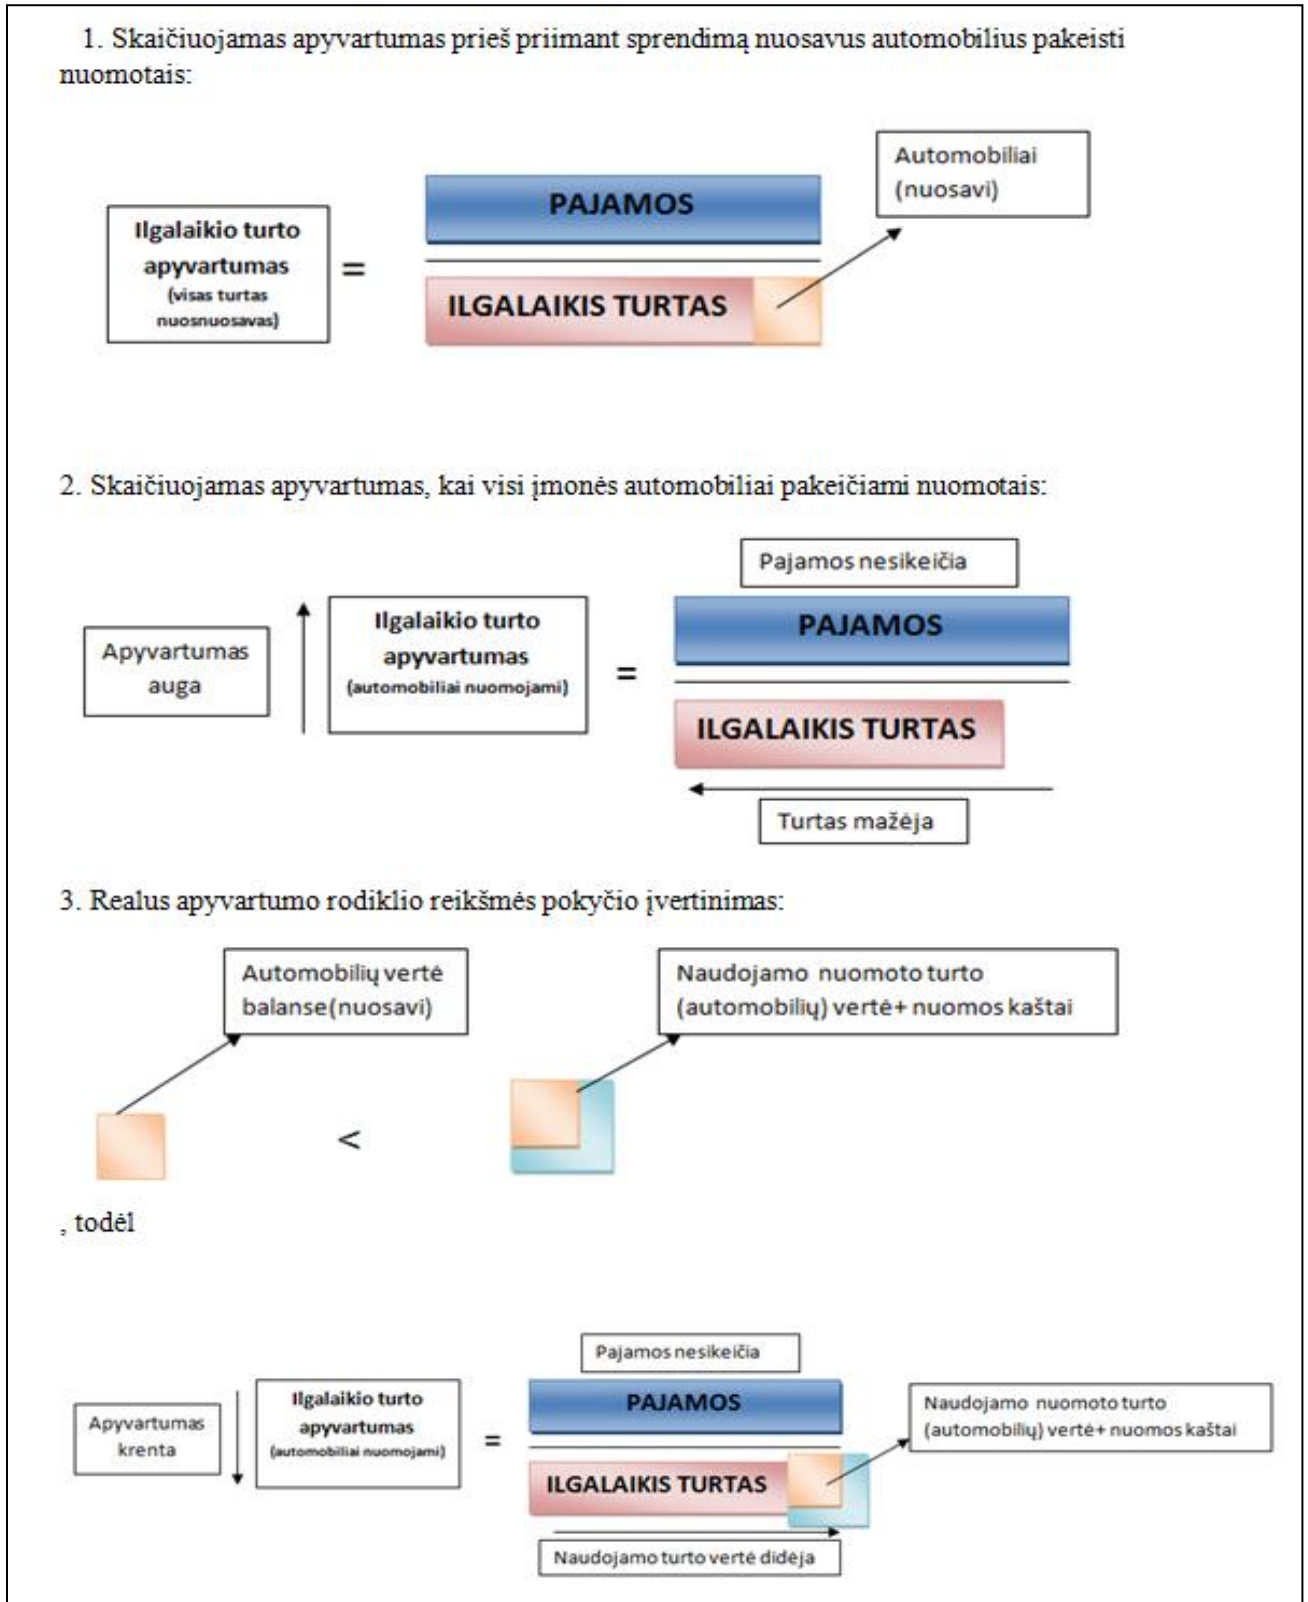 1. Skaičiuojamas apyvartumas prieš priimant sprendimą nuosavus automobilius pakeisti
nuomotais:
Automobiliai
(nuosavi)
PAJAMOS
Ilgalaikio turto
apyvartumas
(visas turtas
nuosnuosavas)
=
ILGALAIKIS TURTAS
2. Skaičiuojamas apyvartumas, kai visi įmonės automobiliai pakeičiami nuomotais:
Pajamos nesikeičia
Apyvartumas
auga
Ilgalaikio turto
apyvartumas
(automobiliai nuomojami)
=
PAJAMOS
ILGALAIKIS TURTAS
Turtas mažėja
3. Realus apyvartumo rodiklio reikšmės pokyčio įvertinimas:
Automobilių vertė
balanse(nuosavi)
Naudojamo nuomoto turto
(automobilių) vertė+ nuomos kaštai
<
, todėl
Pajamos nesikeičia
Apyvartumas
krenta
Ilgalaikio turto
apyvartumas
(automobiliai nuomojami)
=
PAJAMOS
ILGALAIKIS TURTAS
Naudojamo nuomoto turto
(automobilių) vertė+ nuomos kaštai
Naudojamo turto vertė didėja